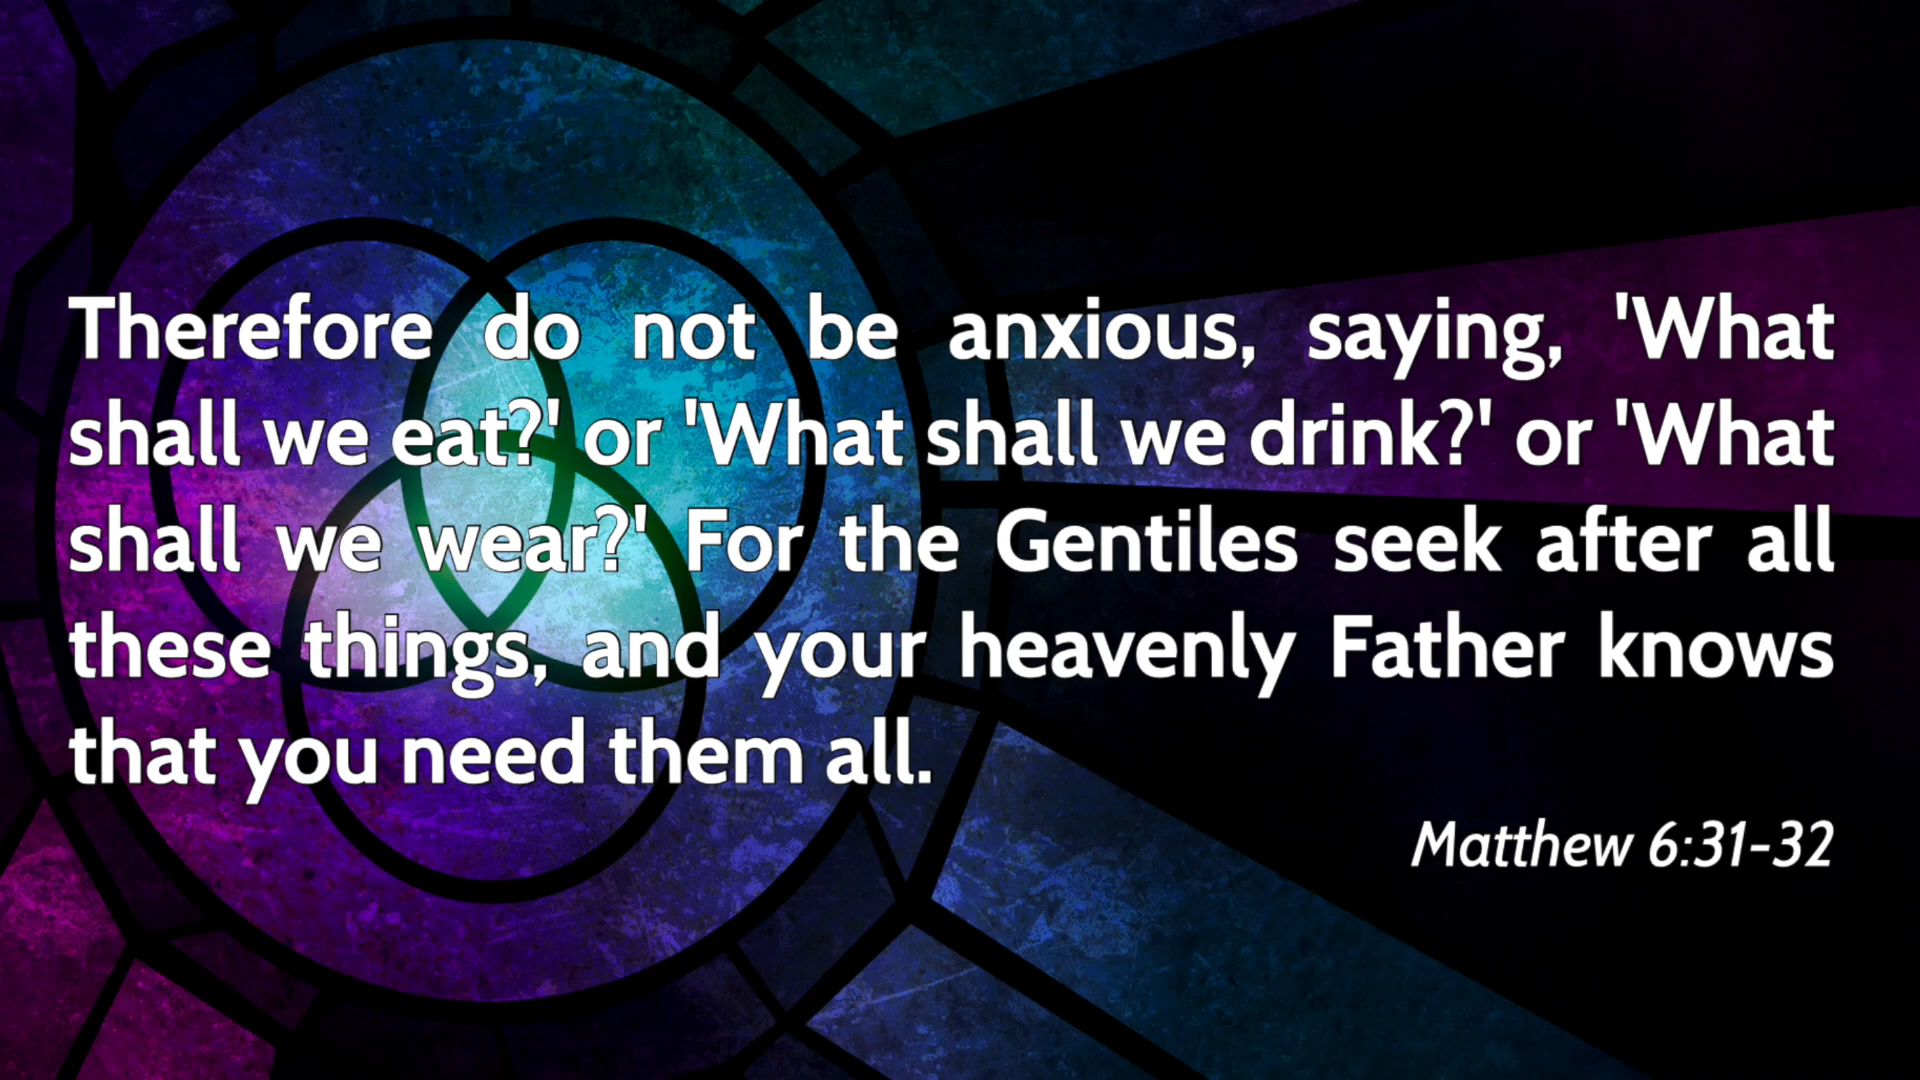 Therefore do not be anxious, saying, 'What
shall we eat?' or 'What shall we drink?' or 'What
shall we wear?' For the Gentiles seek after all
these things, and your heavenly Father knows
that you need them all.
Matthew 6:31-32